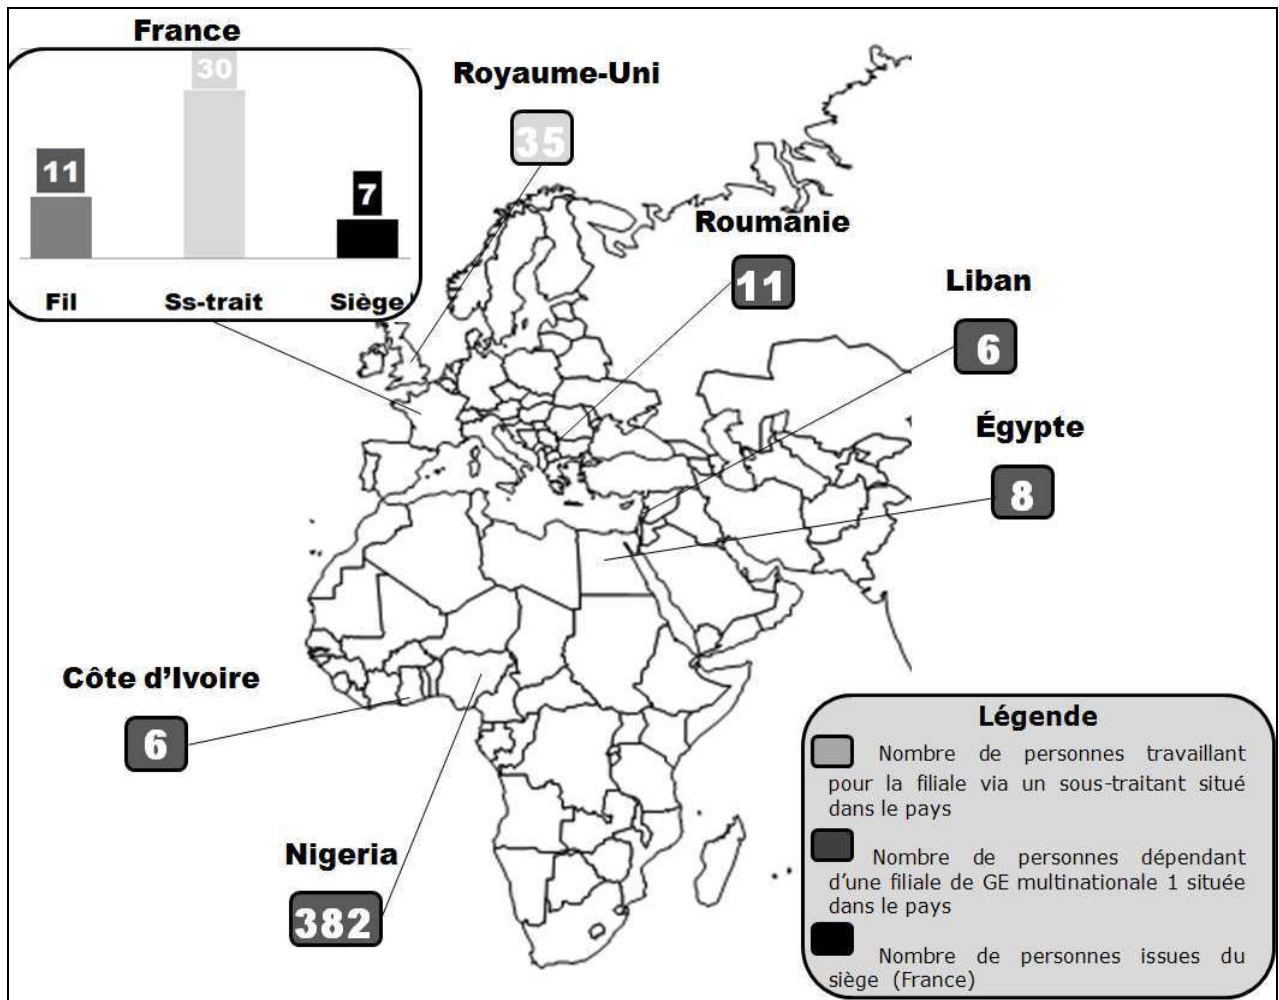 France
30
11
7
Fil Ss-trait Siège
Royaume-Uni
35
Roumanie
11
Liban
6
Égypte
8
Côte d’Ivoire
6
Nigeria
382
Légende
Nombre de personnes travaillant
pour la filiale via un sous-traitant situé
dans le pays
Nombre de personnes dépendant
d’une filiale de GE multinationale 1 située
dans le pays
Nombre de personnes issues du
siège (France)